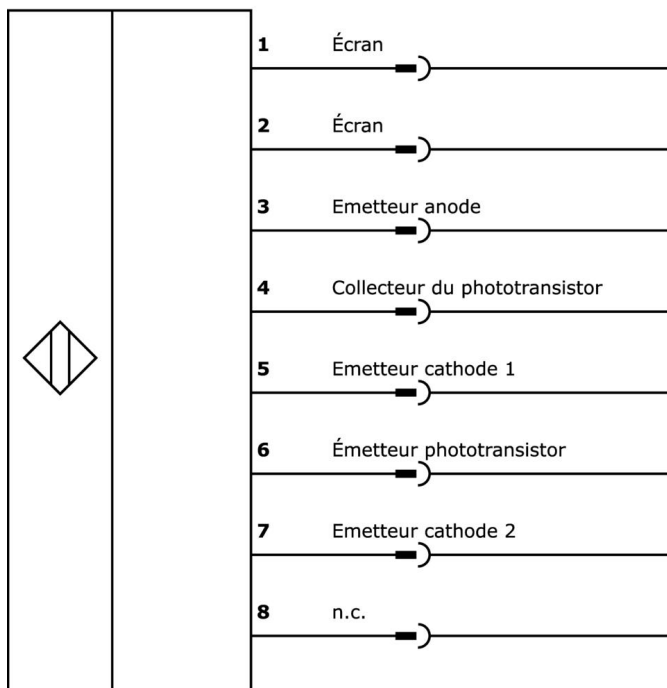 1 Écran
2 Écran
3 Emetteur anode
4 Collecteur du phototransistor
5 Emetteur cathode 1
6 Émetteur phototransistor
7 Emetteur cathode 2
8 n.c.